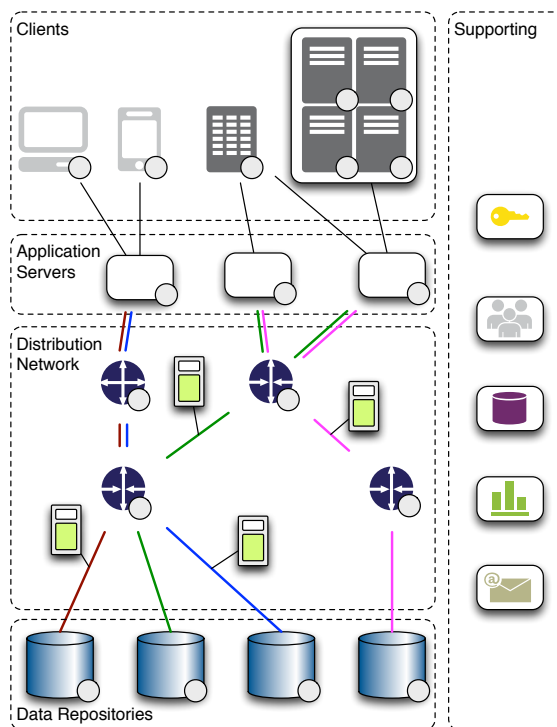 Clients
Supporting
Application
Servers
Distribution
Network
@
Data Repositories